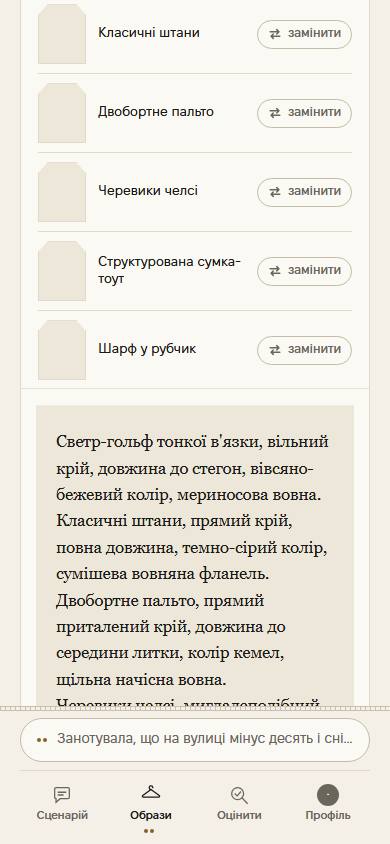 Класичні штани
замінити
Двобортне пальто
замінити
Черевики челсі
замінити
Структурована сумка-
тоут
замінити
Шарф у рубчик
замінити
Светр-гольф тонкої в'язки, вільний
крій, довжина до стегон, вівсяно-
бежевий колір, мериносова вовна.
Класичні штани, прямий крій,
повна довжина, темно-сірий колір,
сумішева вовняна фланель.
Двобортне пальто, прямий
приталений крій, довжина до
середини литки, колір кемел,
щільна начісна вовна.
Черевики челсі, мигдалеподібний
Занотувала, що на вулиці мінус десять і сні...
Сценарій
Образи
Оцінити
Профіль